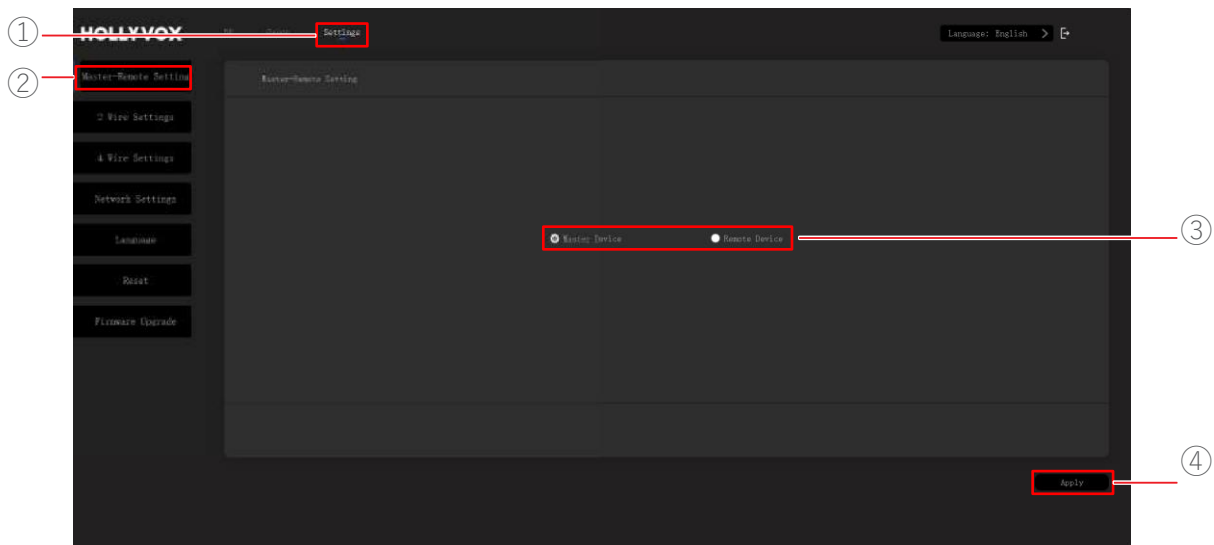 ①
HOLLYVOX
Settings
Language: English
②
Master-Remote Setting
Master-Remote Setting
2 Wire Settings
4 Wire Settings
Network Settings
Language
Reset
Firmware Upgrade
Master Device
Remote Device
③
④
Apply